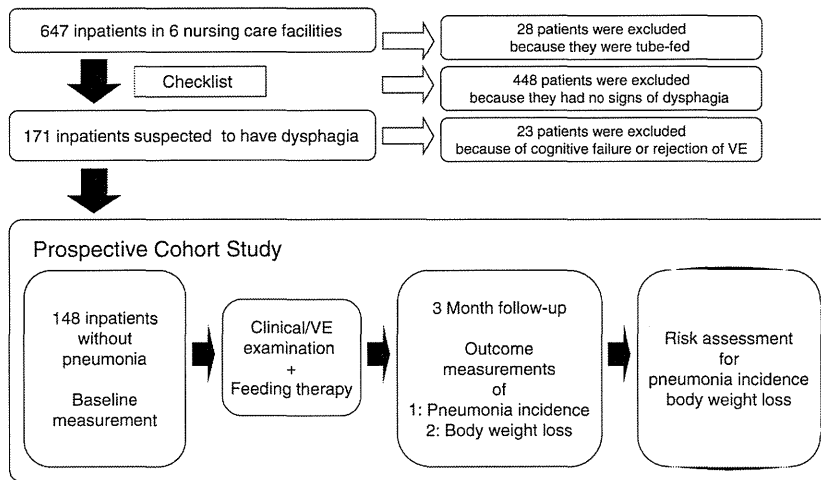 647 inpatients in 6 nursing care facilities
28 patients were excluded
because they were tube-fed
Checklist
448 patients were excluded
because they had no signs of dysphagia
171 inpatients suspected to have dysphagia
23 patients were excluded
because of cognitive failure or rejection of VE
Prospective Cohort Study
148 inpatients
without
pneumonia
Baseline
measurement
Clinical/VE
examination
+
Feeding therapy
3 Month follow-up
Outcome
measurements
of
1: Pneumonia incidence
2: Body weight loss
Risk assessment
for
pneumonia incidence
body weight loss